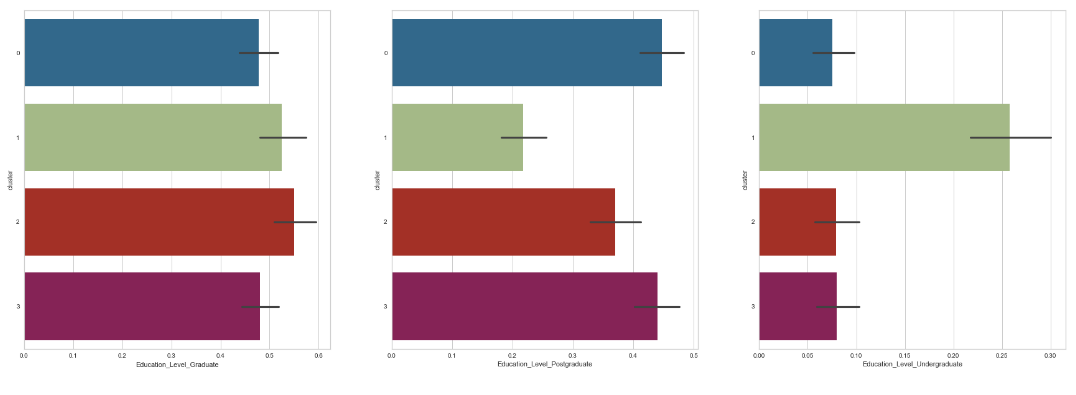 0
1
2
3
cluster
0.0 0.1 0.2 0.3 0.4 0.5 0.6
Education_Level_Graduate
0
1
2
3
cluster
0.0 0.1 0.2 0.3 0.4 0.5
Education_Level_Postgraduate
0
1
2
3
cluster
0.00 0.05 0.10 0.15 0.20 0.25 0.30
Education_Level_Undergraduate